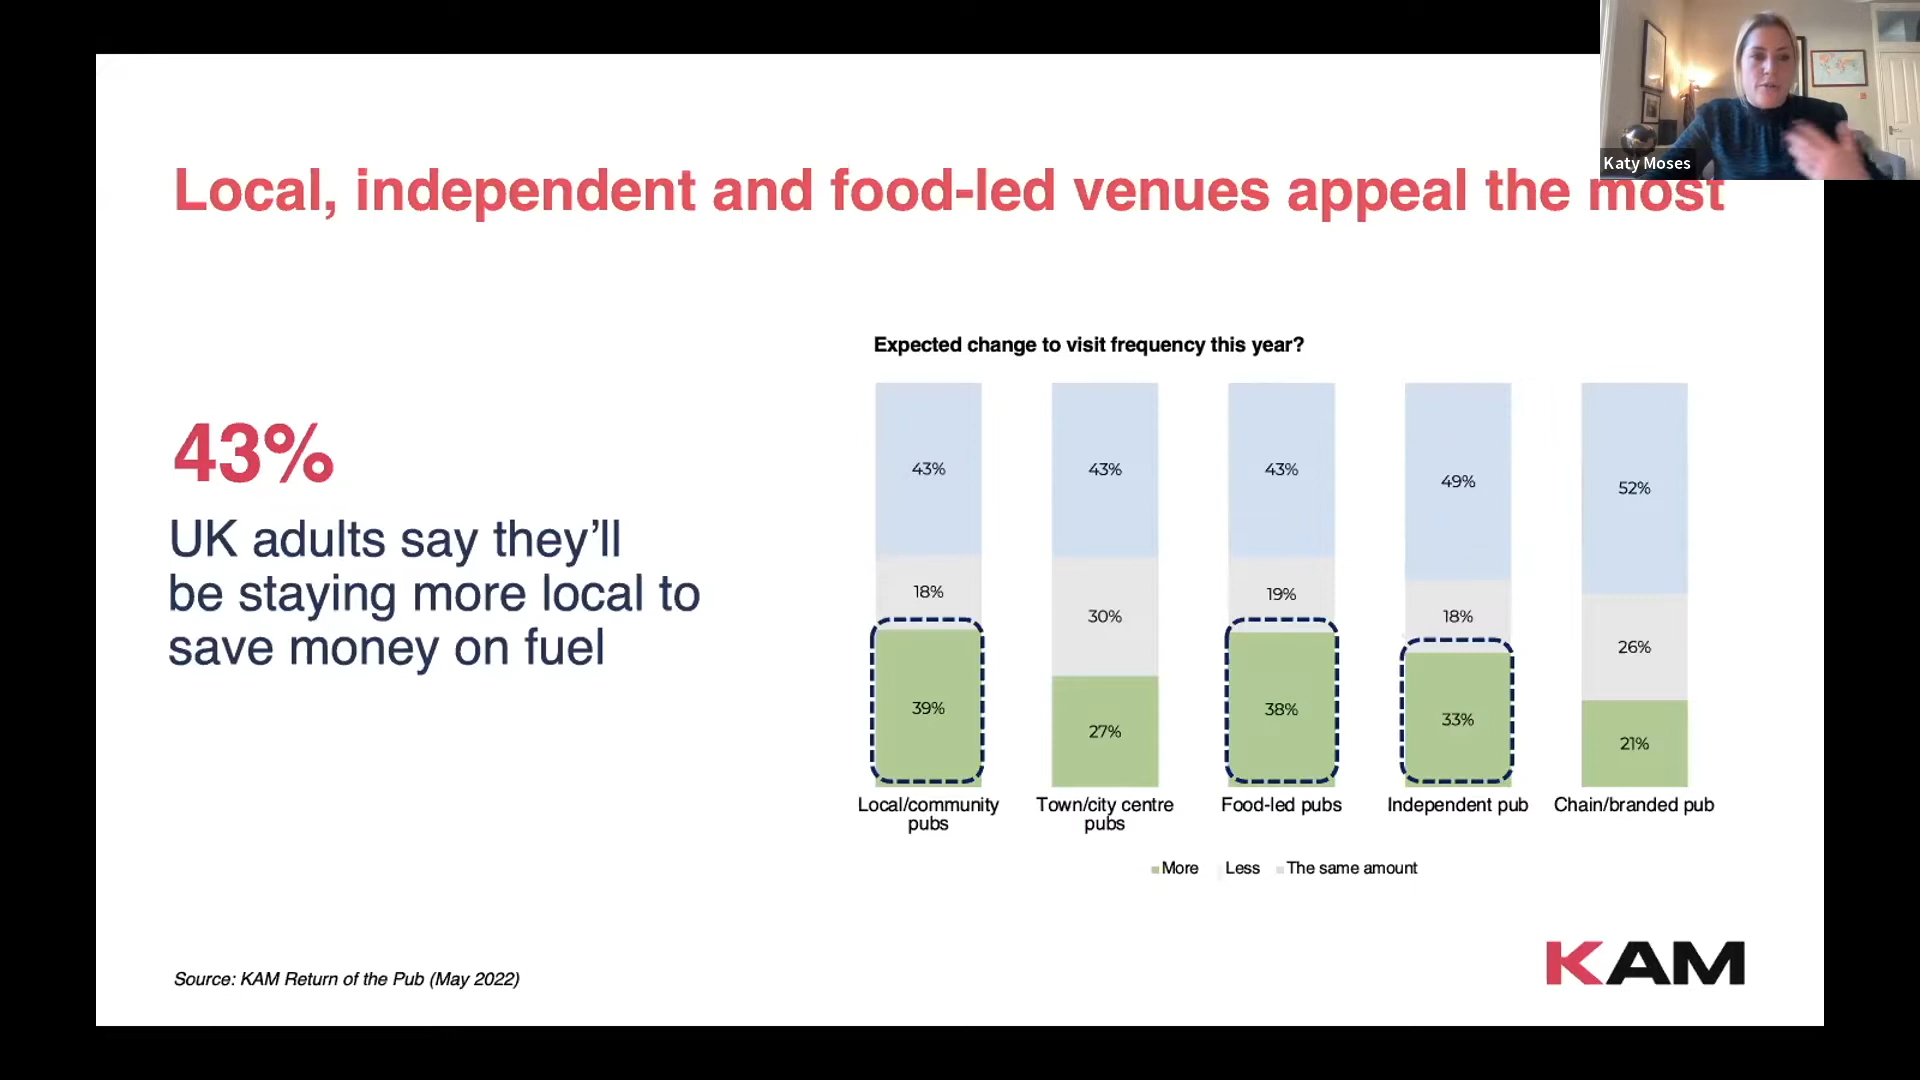 Katy Moses
Local, independent and food-led venues appeal the most
43%
UK adults say they’ll
be staying more local to
save money on fuel
Expected change to visit frequency this year?
43% 43% 43% 49% 52%
18% 30% 19% 18% 26%
39% 27% 38% 33% 21%
Local/community pubs
Town/city centre pubs
Food-led pubs
Independent pub
Chain/branded pub
More Less The same amount
Source: KAM Return of the Pub (May 2022)
KAM